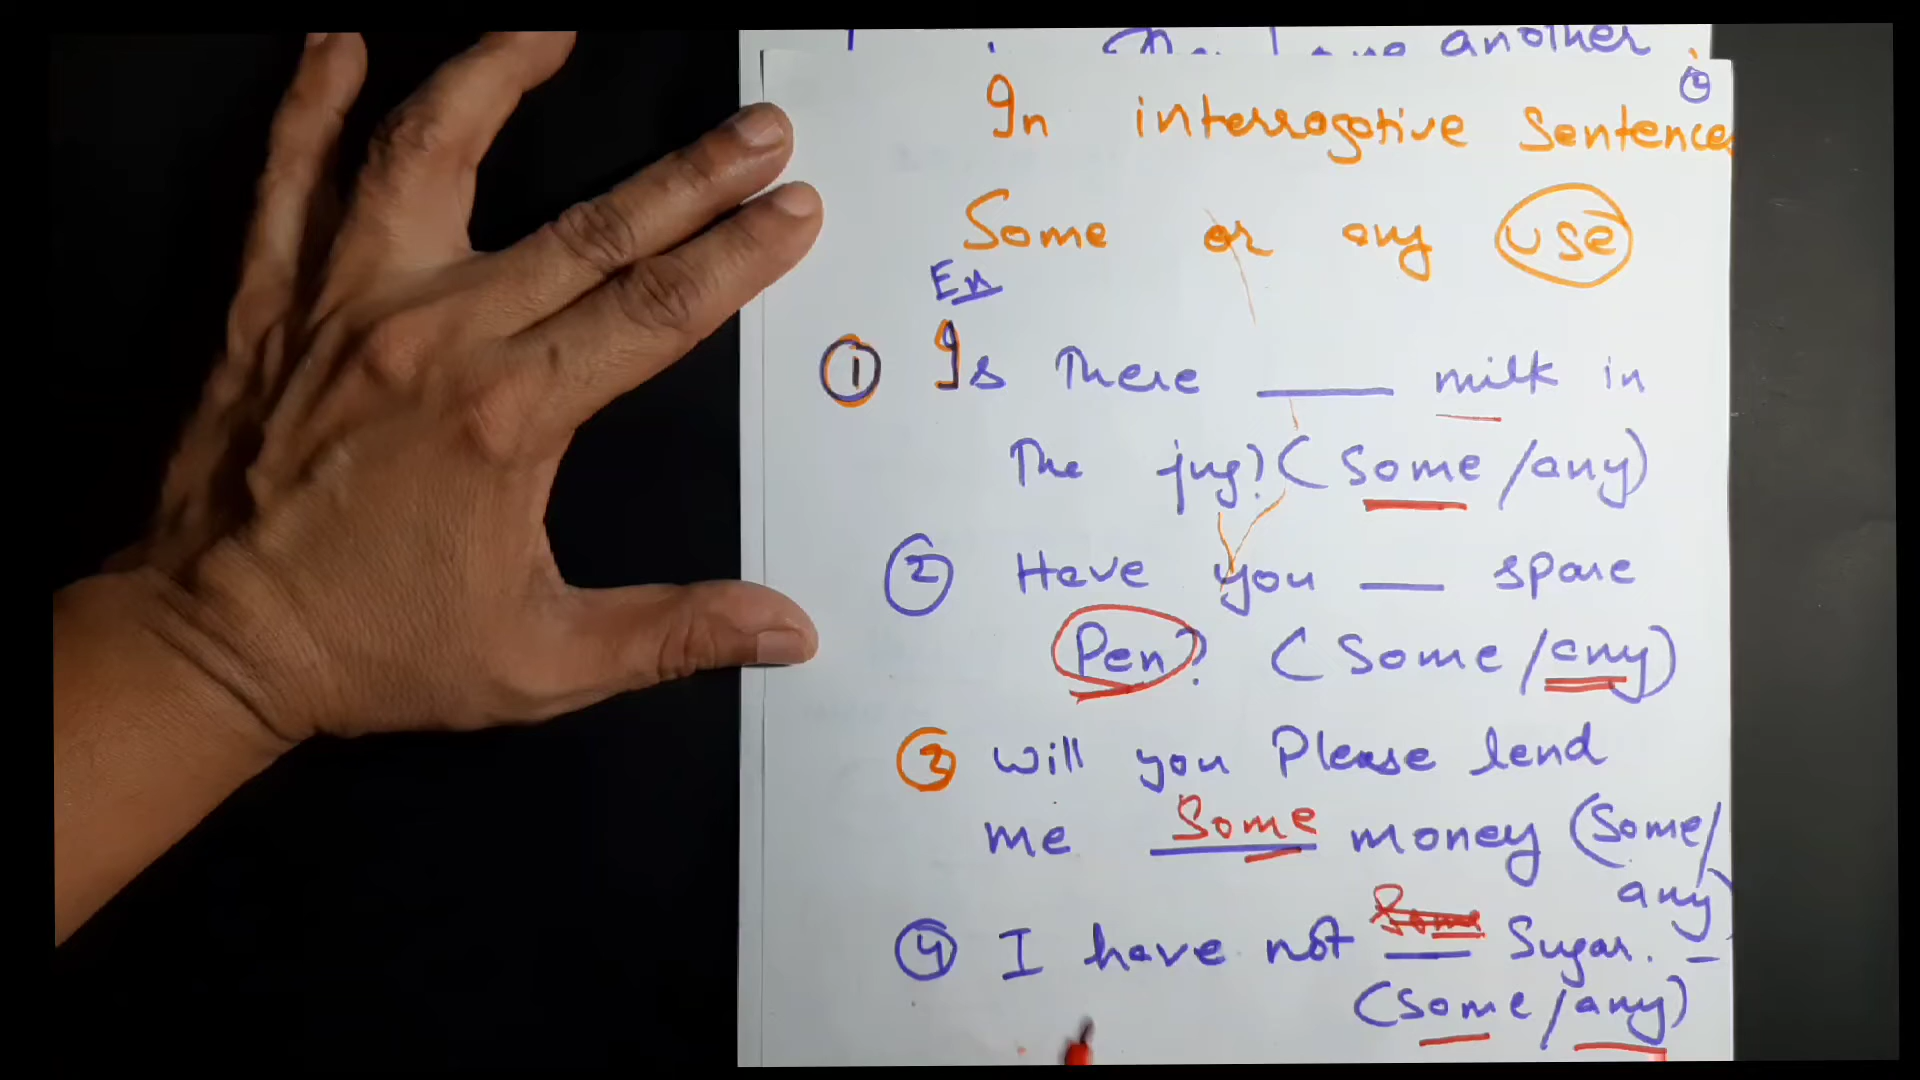 another
In interrogative Sentence
Some or any use
Ex
① Is There ____ milk in
The jug? (Some/any)
② Have you ___ spare
Pen? (Some/any)
③ Will you Please lend
me Some money (Some/
any)
④ I have not Some Sugar.
(Some/any)